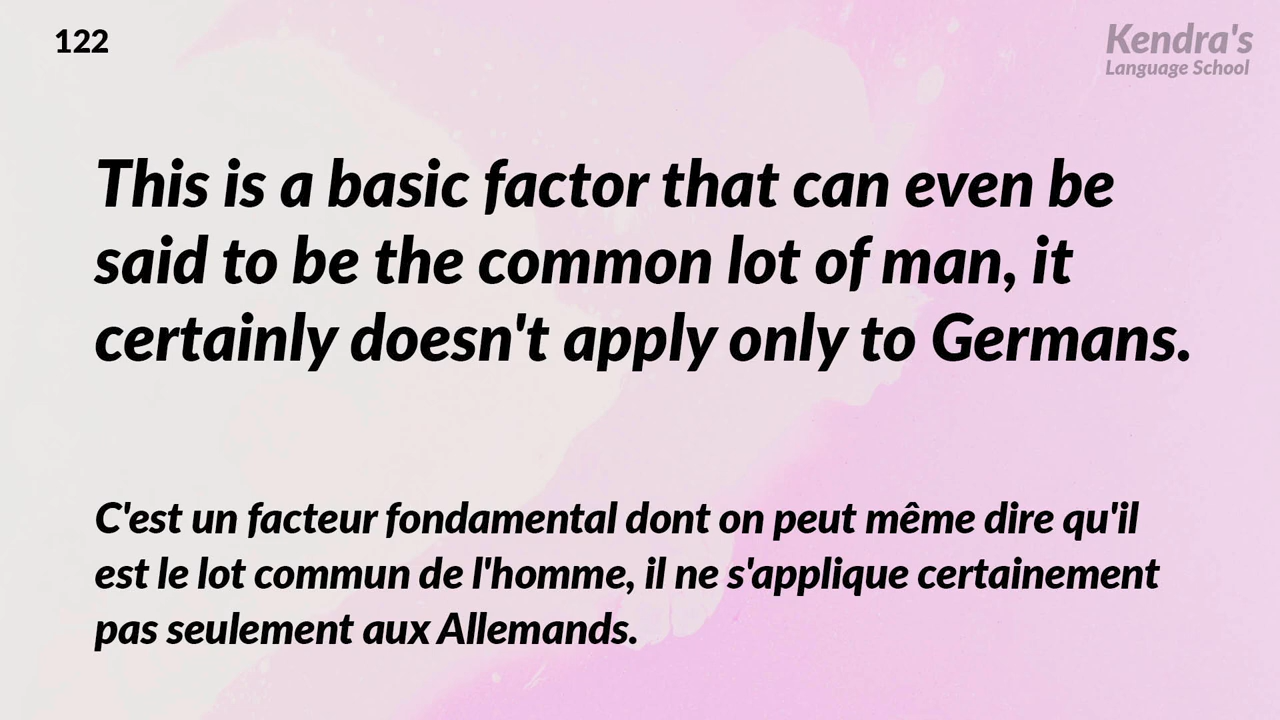 122
Kendra's
Language School
This is a basic factor that can even be
said to be the common lot of man, it
certainly doesn't apply only to Germans.
C'est un facteur fondamental dont on peut même dire qu'il
est le lot commun de l'homme, il ne s'applique certainement
pas seulement aux Allemands.